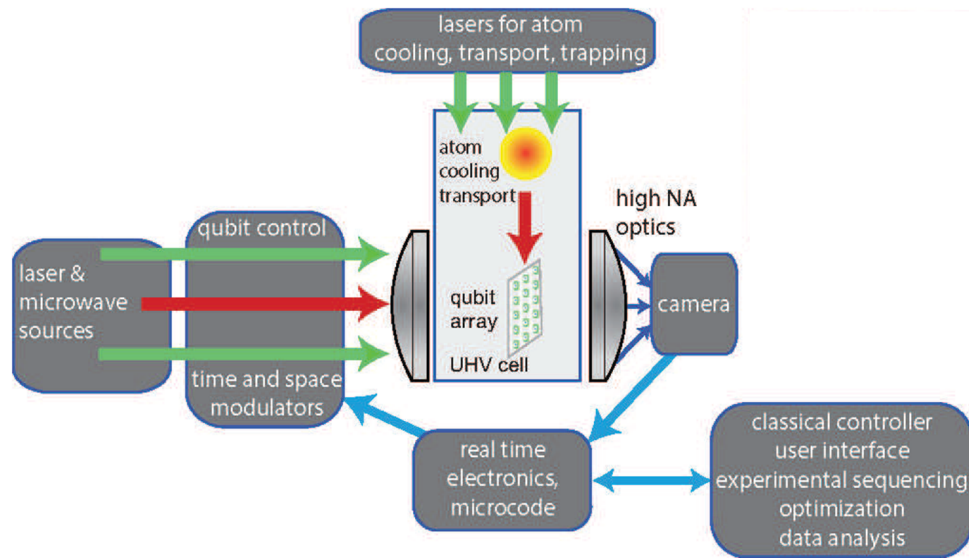 lasers for atom
cooling, transport, trapping
atom
cooling
transport
high NA
optics
qubit control
laser &
microwave
sources
qubit
array
camera
UHV cell
time and space
modulators
real time
electronics,
microcode
classical controller
user interface
experimental sequencing
optimization
data analysis